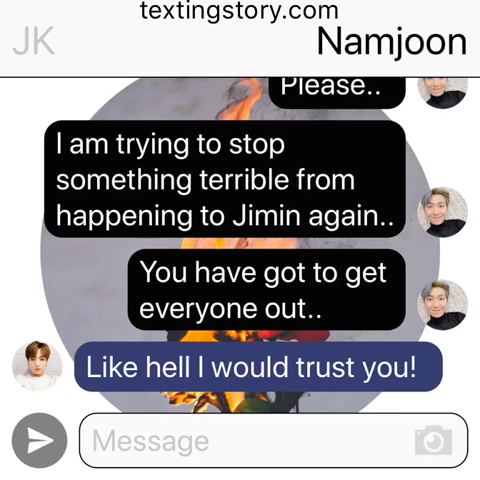 textingstory.com
JK
Namjoon
Please..
I am trying to stop
something terrible from
happening to Jimin again..
You have got to get
everyone out..
Like hell I would trust you!
Message